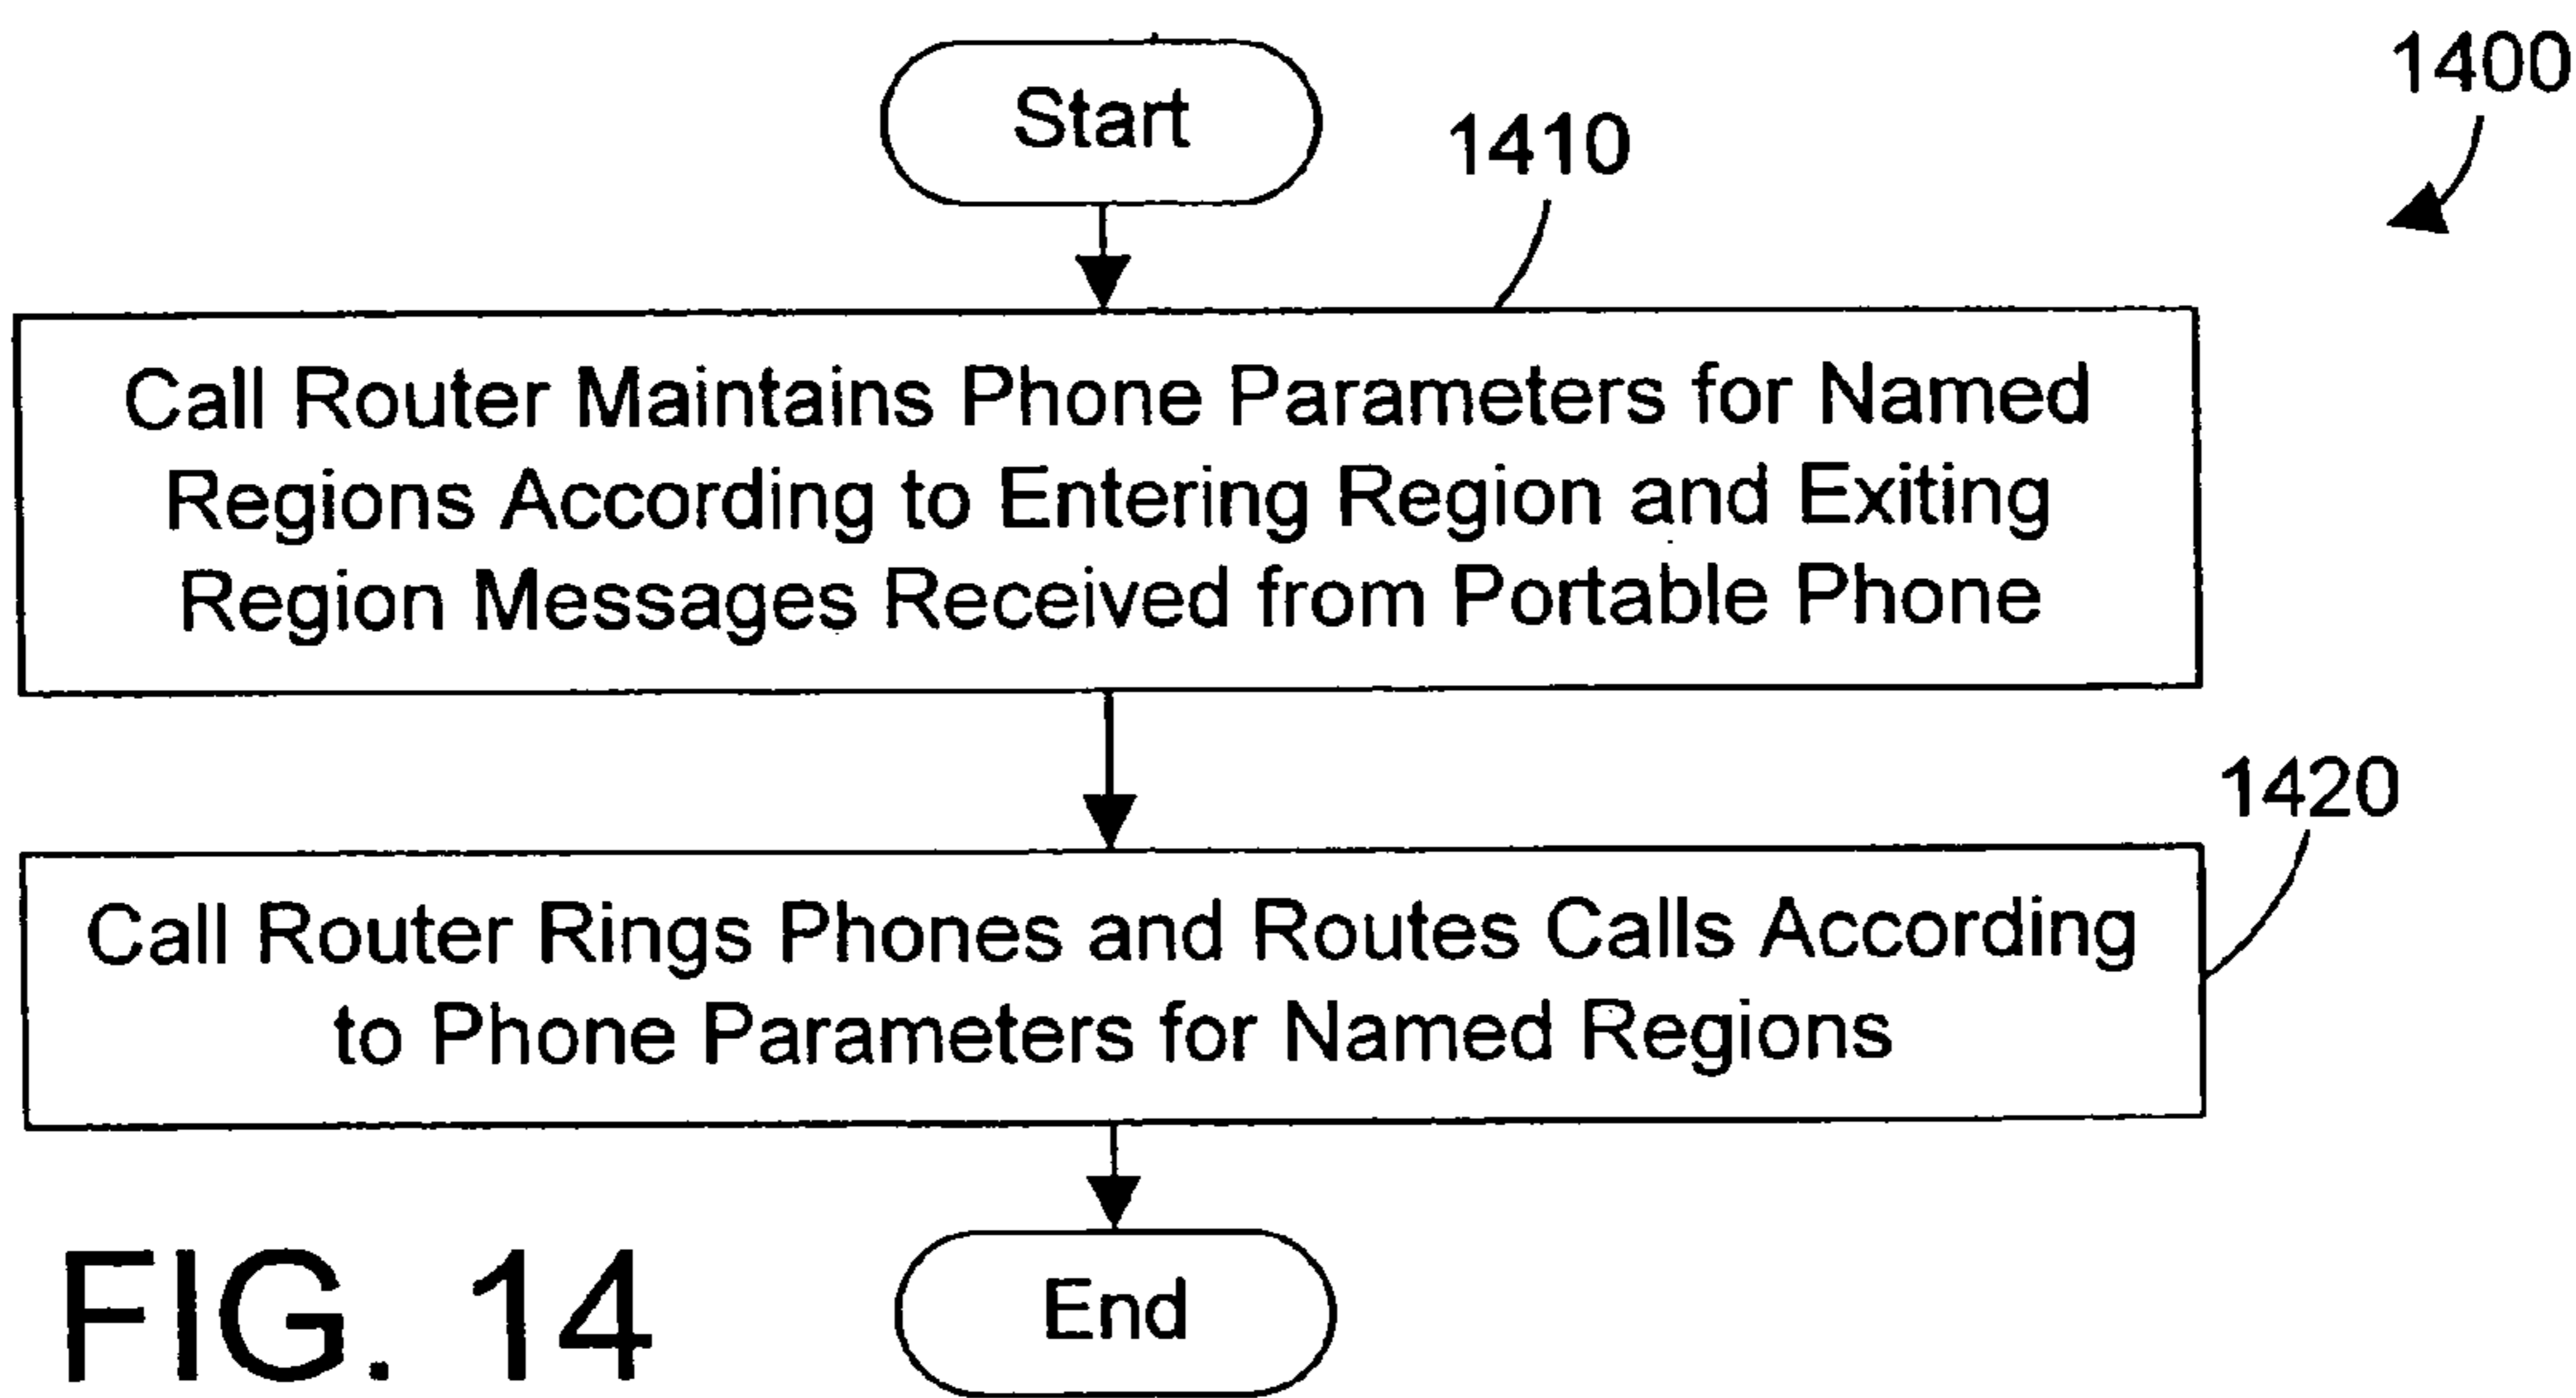 1400
Start
1410
Call Router Maintains Phone Parameters for Named
Regions According to Entering Region and Exiting
Region Messages Received from Portable Phone
1420
Call Router Rings Phones and Routes Calls According
to Phone Parameters for Named Regions
End
FIG. 14